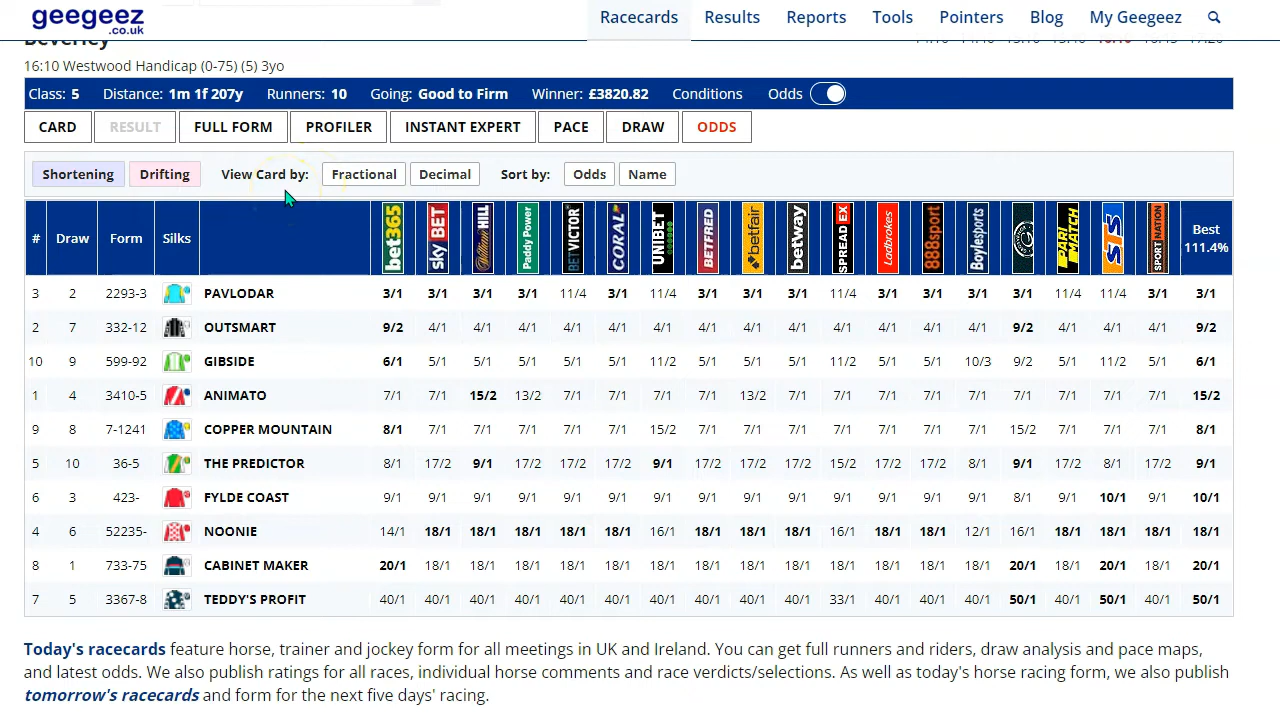 geegeez
.co.uk
Racecards Results Reports Tools Pointers Blog My Geegeez
Beverley
16:10 Westwood Handicap (0-75) (5) 3yo
Class: 5 Distance: 1m 1f 207y Runners: 10 Going: Good to Firm Winner: £3820.82 Conditions Odds
CARD RESULT FULL FORM PROFILER INSTANT EXPERT PACE DRAW ODDS
Shortening Drifting View Card by: Fractional Decimal Sort by: Odds Name
# Draw Form Silks bet365 sky BET William HILL Paddy Power BETVICTOR CORAL UNIBET BETFRED betfair betway SPREADEX Ladbrokes 888sport Boylesports PARIMATCH STS SPORT NATION Best
111.4%
3 2 2293-3 PAVLODAR 3/1 3/1 3/1 3/1 11/4 3/1 11/4 3/1 3/1 3/1 11/4 3/1 3/1 3/1 3/1 11/4 11/4 3/1 3/1
2 7 332-12 OUTSMART 9/2 4/1 4/1 4/1 4/1 4/1 4/1 4/1 4/1 4/1 4/1 4/1 4/1 4/1 9/2 4/1 4/1 4/1 9/2
10 9 599-92 GIBSIDE 6/1 5/1 5/1 5/1 5/1 5/1 11/2 5/1 5/1 5/1 11/2 5/1 5/1 10/3 9/2 5/1 11/2 5/1 6/1
1 4 3410-5 ANIMATO 7/1 7/1 15/2 13/2 7/1 7/1 7/1 7/1 13/2 7/1 7/1 7/1 7/1 7/1 7/1 7/1 7/1 7/1 15/2
9 8 7-1241 COPPER MOUNTAIN 8/1 7/1 7/1 7/1 7/1 7/1 15/2 7/1 7/1 7/1 7/1 7/1 7/1 7/1 15/2 7/1 7/1 7/1 8/1
5 10 36-5 THE PREDICTOR 8/1 17/2 9/1 17/2 17/2 17/2 9/1 17/2 17/2 17/2 15/2 17/2 17/2 8/1 9/1 17/2 8/1 17/2 9/1
6 3 423- FYLDE COAST 9/1 9/1 9/1 9/1 9/1 9/1 9/1 9/1 9/1 9/1 9/1 9/1 9/1 9/1 8/1 9/1 10/1 9/1 10/1
4 6 52235- NOONIE 14/1 18/1 18/1 18/1 18/1 18/1 16/1 18/1 18/1 18/1 16/1 18/1 18/1 12/1 16/1 18/1 18/1 18/1 18/1
8 1 733-75 CABINET MAKER 20/1 18/1 18/1 18/1 18/1 18/1 18/1 18/1 18/1 18/1 18/1 18/1 18/1 18/1 20/1 18/1 20/1 18/1 20/1
7 5 3367-8 TEDDY'S PROFIT 40/1 40/1 40/1 40/1 40/1 40/1 40/1 40/1 40/1 40/1 33/1 40/1 40/1 40/1 50/1 40/1 50/1 40/1 50/1
Today's racecards feature horse, trainer and jockey form for all meetings in UK and Ireland. You can get full runners and riders, draw analysis and pace maps,
and latest odds. We also publish ratings for all races, individual horse comments and race verdicts/selections. As well as today's horse racing form, we also publish
tomorrow's racecards and form for the next five days' racing.